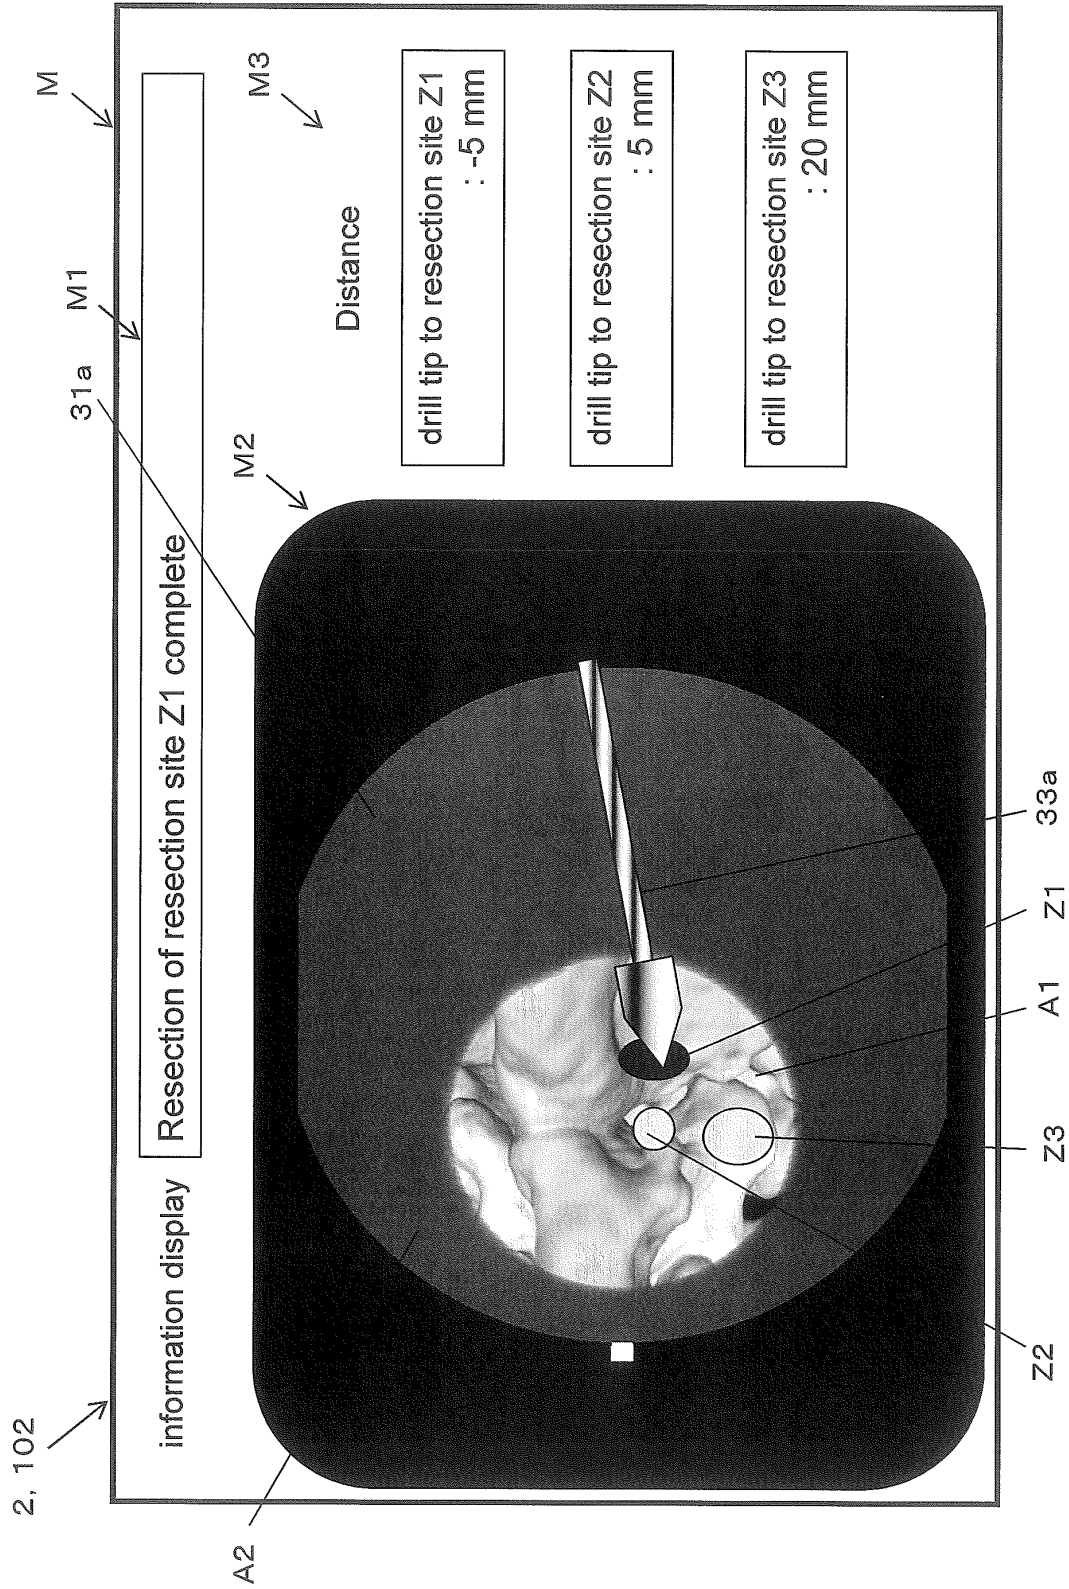 2, 102
M
M1
31a
information display
Resection of resection site Z1 complete
M2
M3
Distance
drill tip to resection site Z1
: -5 mm
drill tip to resection site Z2
: 5 mm
drill tip to resection site Z3
: 20 mm
A2
Z2
Z3
A1
Z1
33a